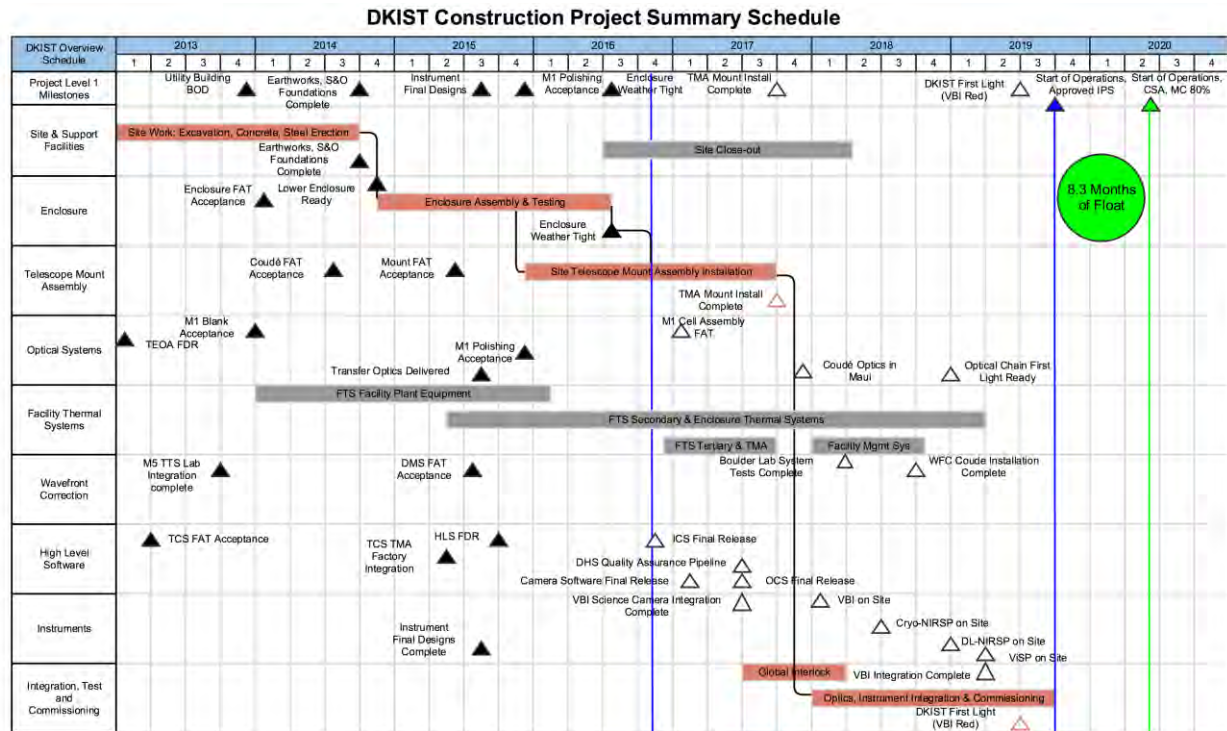 DKIST Construction Project Summary Schedule
DKIST Overview
Schedule
2013
2014
2015
2016
2017
2018
2019
2020
1 2 3 4 1 2 3 4 1 2 3 4 1 2 3 4 1 2 3 4 1 2 3 4 1 2 3 4 1 2 3 4
Project Level 1
Milestones
Utility Building
BOD
Earthworks, S&O
Foundations
Complete
Instrument
Final Designs
M1 Polishing
Acceptance
Enclosure
Weather Tight
TMA Mount Install
Complete
DKIST First Light
(VBI Red)
Start of Operations,
Approved IPS
Start of Operations,
CSA, MC 80%
Site & Support
Facilities
Site Work: Excavation, Concrete, Steel Erection
Earthworks, S&O
Foundations
Complete
Site Close-out
Enclosure
Enclosure FAT
Acceptance
Lower Enclosure
Ready
Enclosure Assembly & Testing
Enclosure
Weather Tight
8.3 Months
of Float
Telescope Mount
Assembly
Coudé FAT
Acceptance
Mount FAT
Acceptance
Site Telescope Mount Assembly Installation
TMA Mount Install
Complete
Optical Systems
M1 Blank
Acceptance
TEOA FDR
M1 Polishing
Acceptance
Transfer Optics Delivered
M1 Cell Assembly
FAT
Coudé Optics in
Maui
Optical Chain First
Light Ready
Facility Thermal
Systems
FTS Facility Plant Equipment
FTS Secondary & Enclosure Thermal Systems
FTS Tertiary & TMA
Facility Mgmt Sys
Wavefront
Correction
M5 TTS Lab
Integration
complete
DMS FAT
Acceptance
Boulder Lab System
Tests Complete
WFC Coude Installation
Complete
High Level
Software
TCS FAT Acceptance
TCS TMA
Factory
Integration
HLS FDR
ICS Final Release
DHS Quality Assurance Pipeline
Camera Software Final Release
OCS Final Release
Instruments
Instrument
Final Designs
Complete
VBI Science Camera Integration
Complete
VBI on Site
Cryo-NIRSP on Site
DL-NIRSP on Site
ViSP on Site
VBI Integration Complete
Integration, Test
and
Commissioning
Global Interlock
Optics, Instrument Integration & Commissioning
DKIST First Light
(VBI Red)